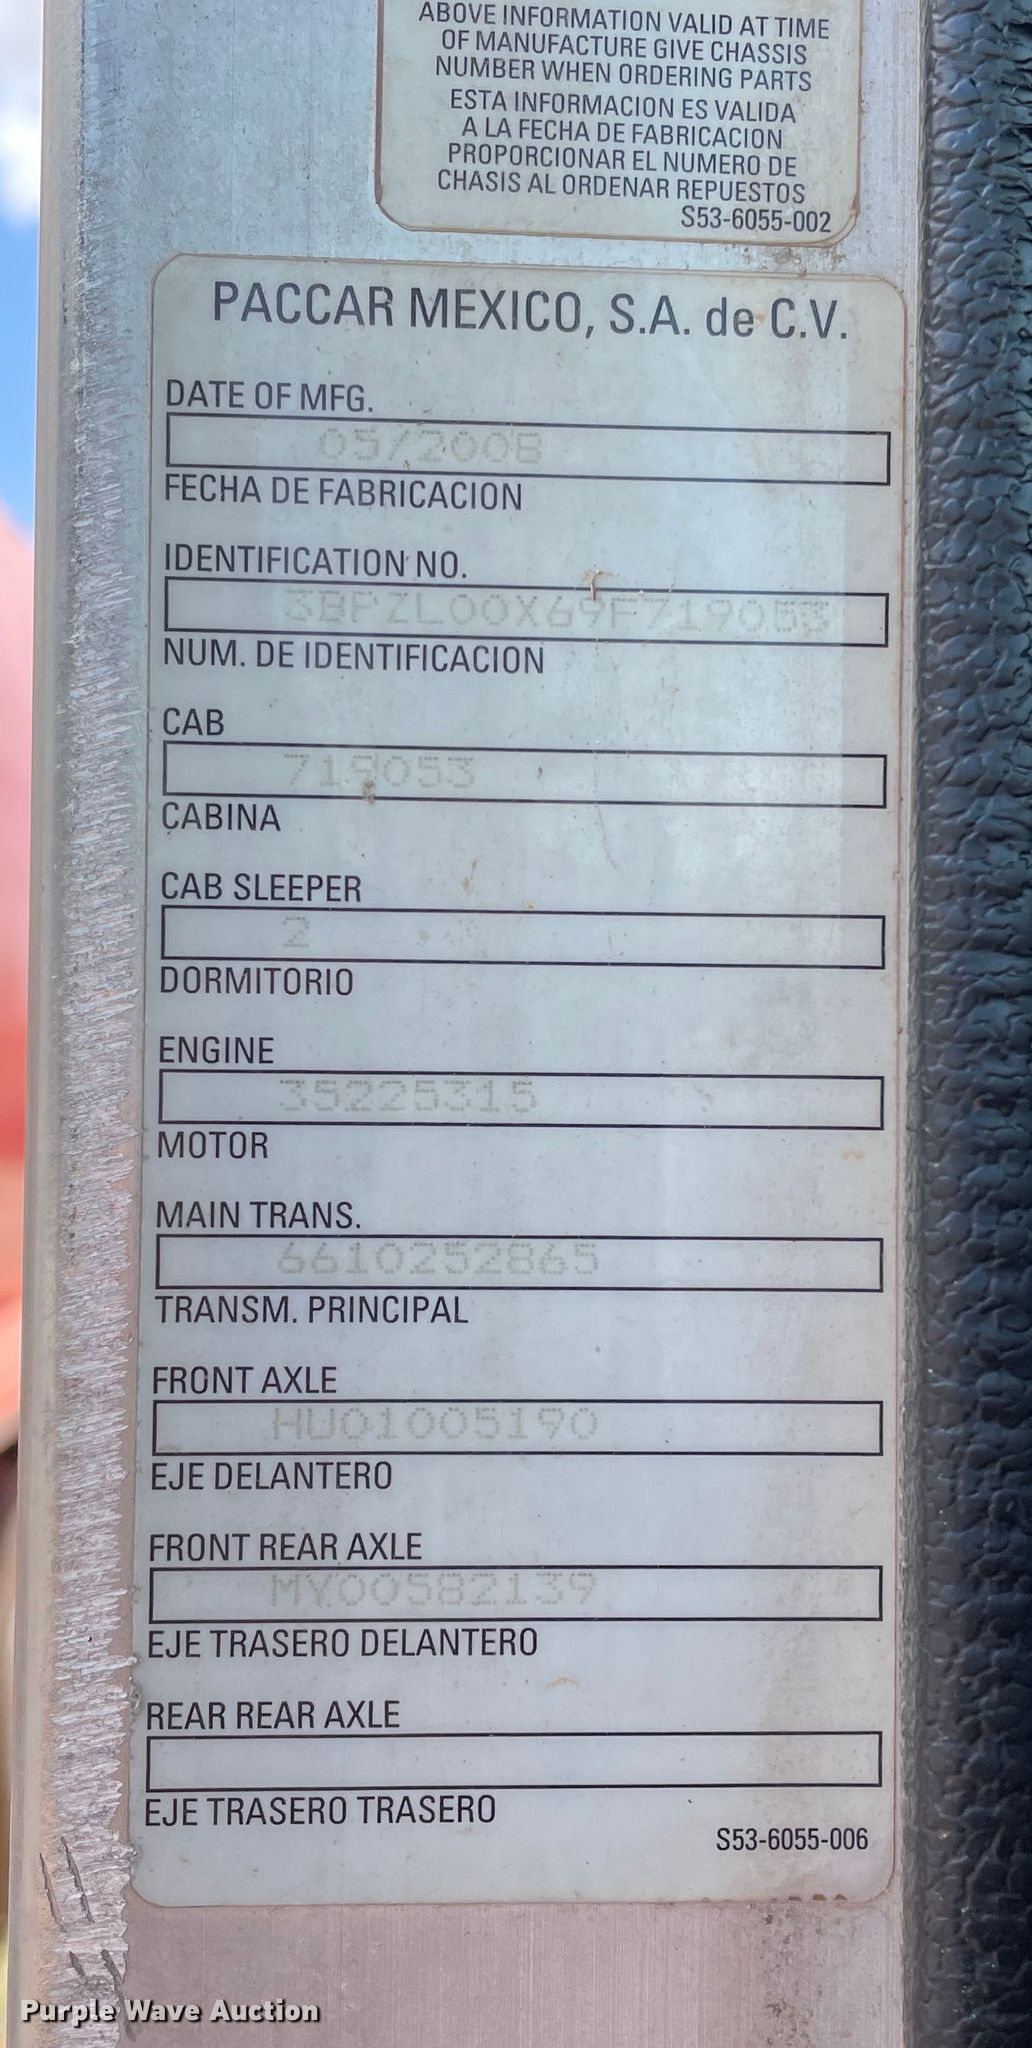 ABOVE INFORMATION VALID AT TIME
OF MANUFACTURE GIVE CHASSIS
NUMBER WHEN ORDERING PARTS
ESTA INFORMACION ES VALIDA
A LA FECHA DE FABRICACION
PROPORCIONAR EL NUMERO DE
CHASIS AL ORDENAR REPUESTOS
S53-6055-002
PACCAR MEXICO, S.A. de C.V.
DATE OF MFG.
05/2008
FECHA DE FABRICACION
IDENTIFICATION NO.
3BPZL00X69F719053
NUM. DE IDENTIFICACION
CAB
719053
CABINA
CAB SLEEPER
2
DORMITORIO
ENGINE
35225315
MOTOR
MAIN TRANS.
6610252865
TRANSM. PRINCIPAL
FRONT AXLE
HU01005190
EJE DELANTERO
FRONT REAR AXLE
MY00582139
EJE TRASERO DELANTERO
REAR REAR AXLE
EJE TRASERO TRASERO
S53-6055-006
Purple Wave Auction